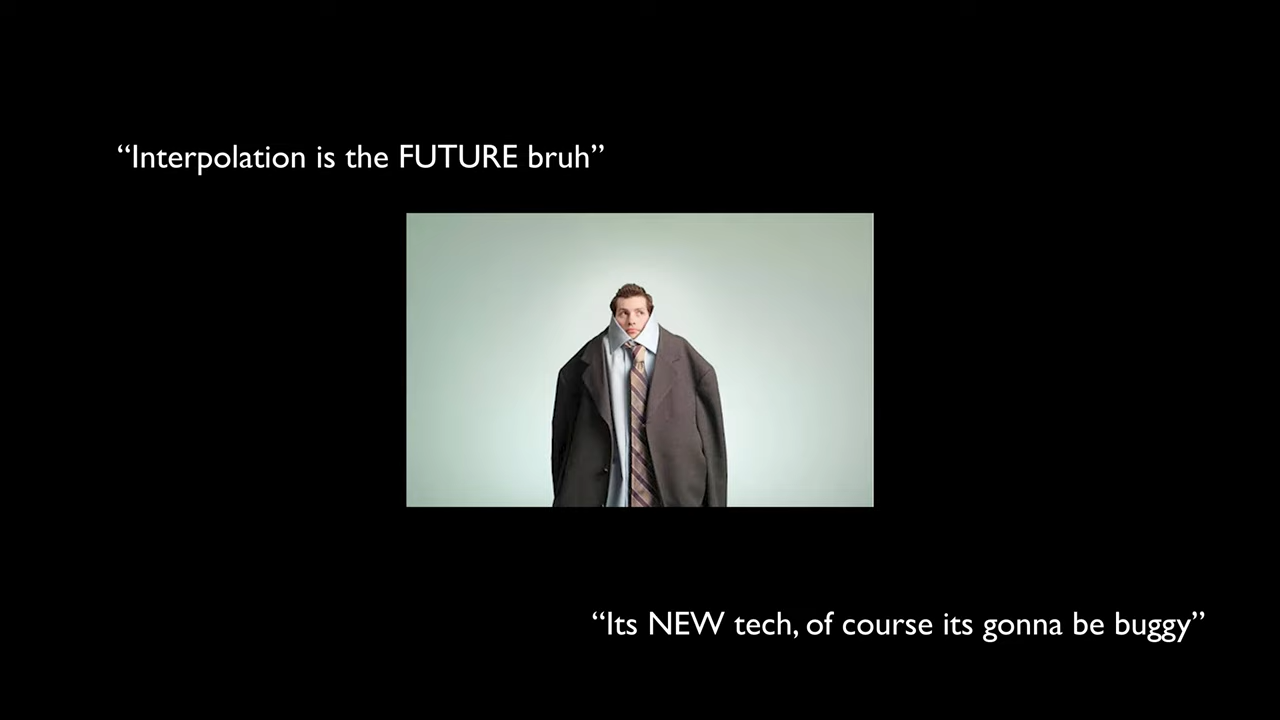 “Interpolation is the FUTURE bruh”
“Its NEW tech, of course its gonna be buggy”